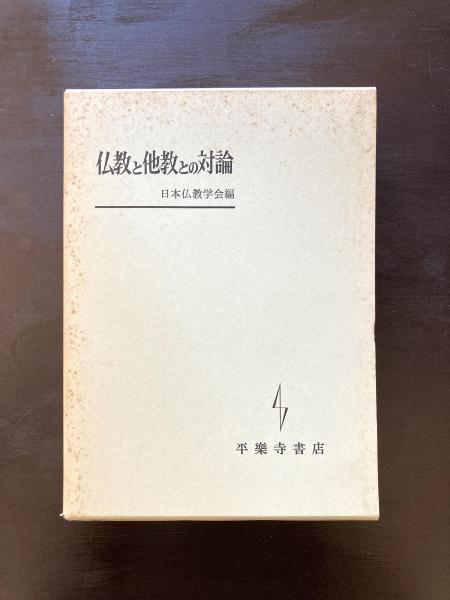 仏教と他教との対論
日本仏教学会編
平樂寺書店